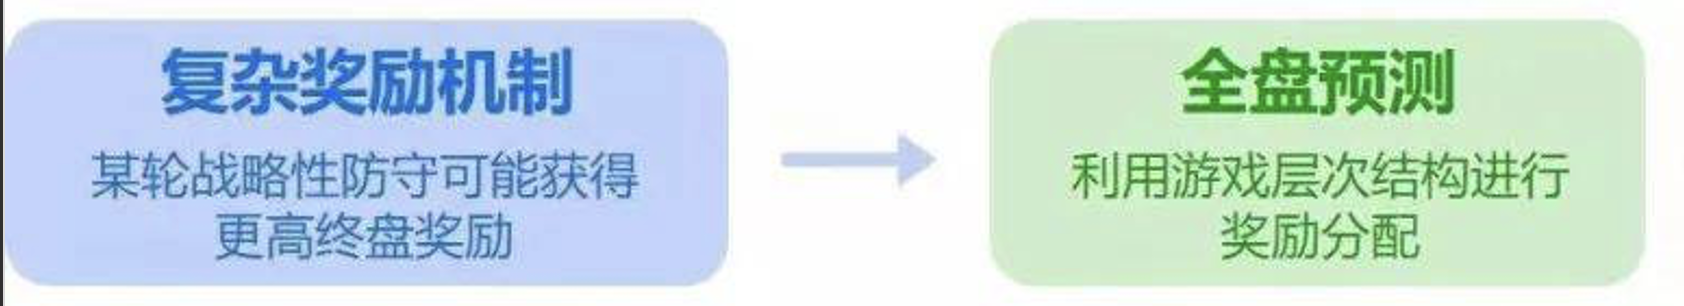 复杂奖励机制
某轮战略性防守可能获得
更高终盘奖励
全盘预测
利用游戏层次结构进行
奖励分配